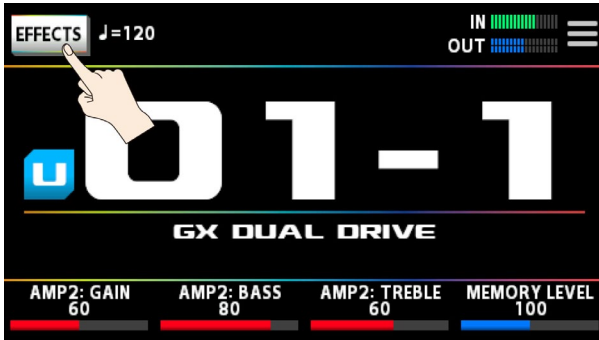 EFFECTS ♩=120 IN
OUT
U 01-1
GX DUAL DRIVE
AMP2: GAIN AMP2: BASS AMP2: TREBLE MEMORY LEVEL
60 80 60 100